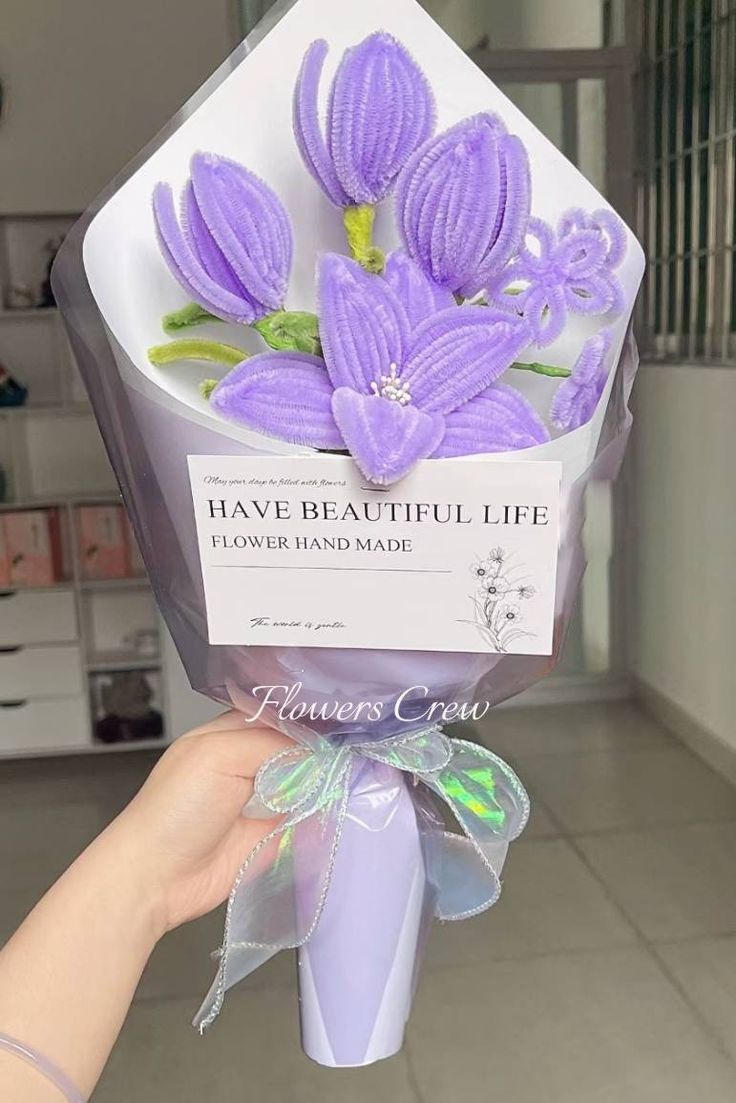 May your days be filled with flowers
HAVE BEAUTIFUL LIFE
FLOWER HAND MADE
The world is gentle
Flowers Crew